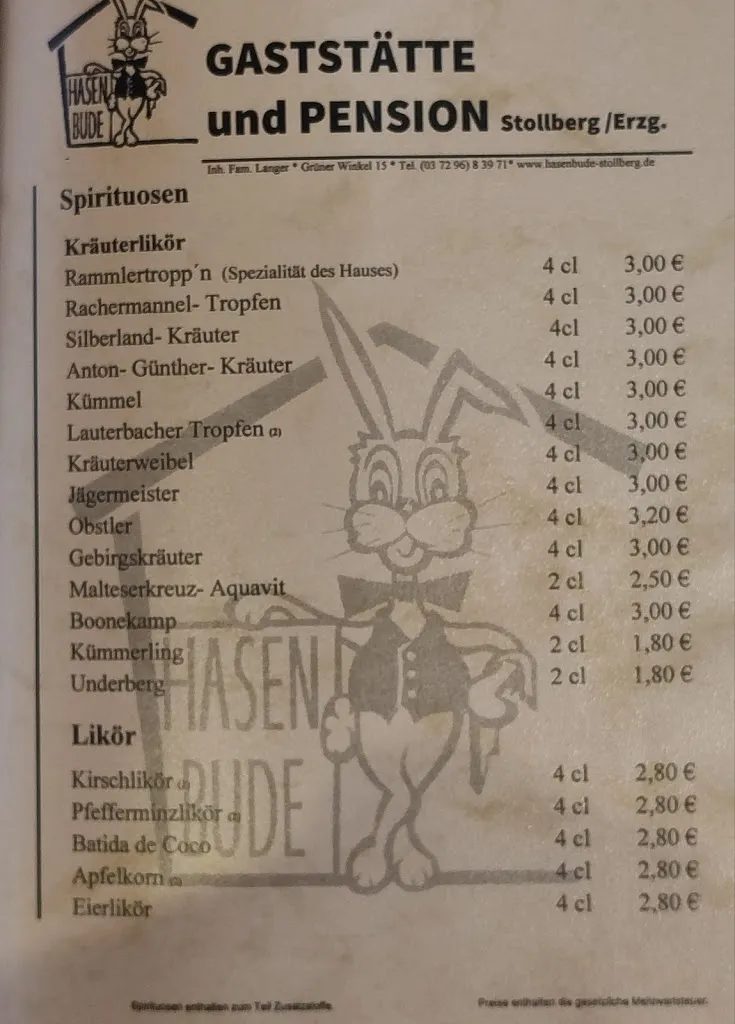 HASEN
BUDE
GASTSTÄTTE
und PENSION Stollberg /Erzg.
Inh. Fam. Langer * Grüner Winkel 15 * Tel. (03 72 96) 8 39 71* www.hasenbude-stollberg.de
Spirituosen
Kräuterlikör
Rammlertropp´n (Spezialität des Hauses) 4 cl 3,00 €
Rachermannel- Tropfen 4 cl 3,00 €
Silberland- Kräuter 4cl 3,00 €
Anton- Günther- Kräuter 4 cl 3,00 €
Kümmel 4 cl 3,00 €
Lauterbacher Tropfen (2) 4 cl 3,00 €
Kräuterweibel 4 cl 3,00 €
Jägermeister 4 cl 3,00 €
Obstler 4 cl 3,20 €
Gebirgskräuter 4 cl 3,00 €
Malteserkreuz- Aquavit 2 cl 2,50 €
Boonekamp 4 cl 3,00 €
Kümmerling 2 cl 1,80 €
Underberg 2 cl 1,80 €
HASEN
BUDE
Likör
Kirschlikör 4 cl 2,80 €
Pfefferminzlikör 4 cl 2,80 €
Batida de Coco 4 cl 2,80 €
Apfelkorn 4 cl 2,80 €
Eierlikör 4 cl 2,80 €
Spirituosen enthalten zum Teil Zusatzstoffe
Preise enthalten die gesetzliche Mehrwertsteuer.